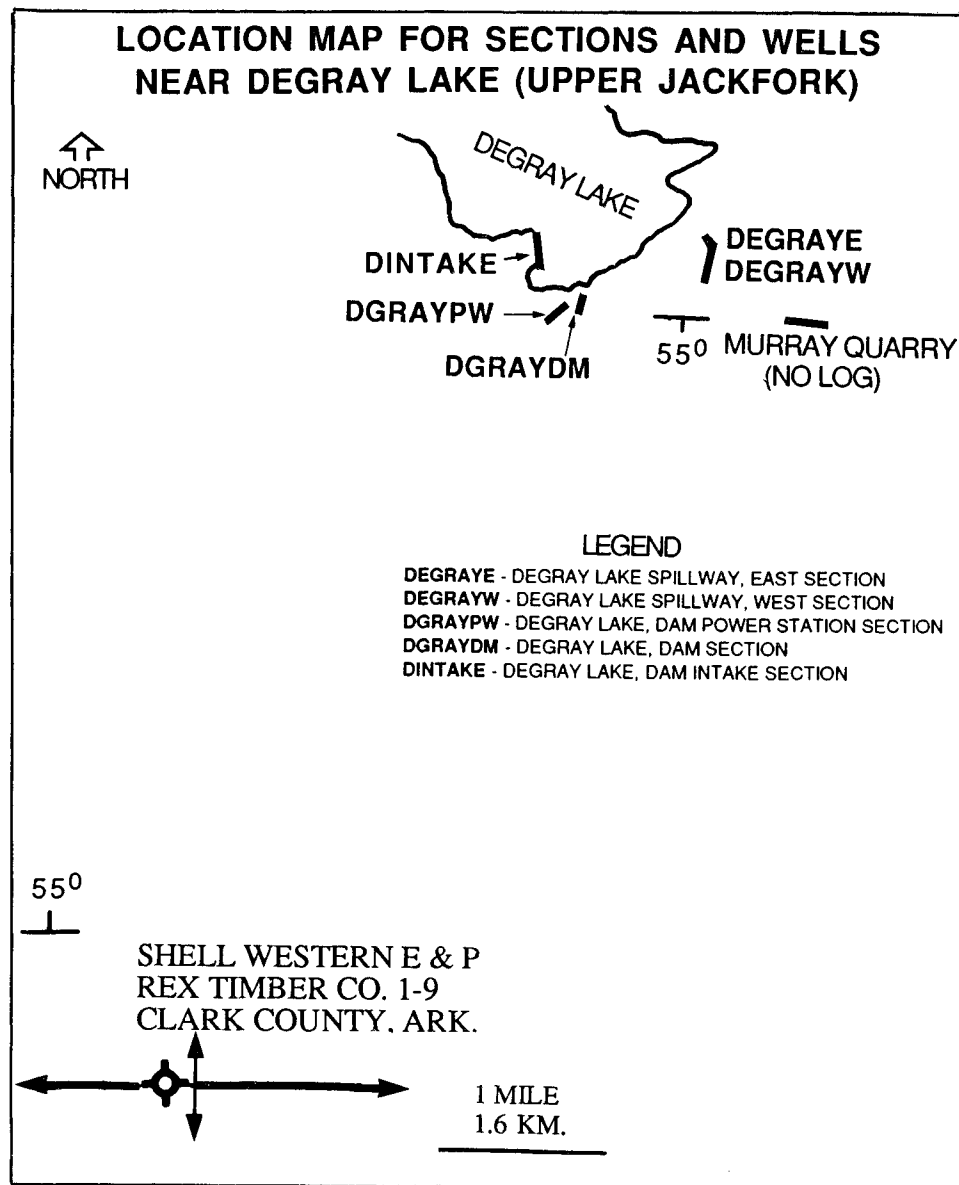 LOCATION MAP FOR SECTIONS AND WELLS
NEAR DEGRAY LAKE (UPPER JACKFORK)
NORTH
DEGRAY LAKE
DINTAKE
DEGRAYE
DEGRAYW
DGRAYPW
DGRAYDM
55⁰
MURRAY QUARRY
(NO LOG)
LEGEND
DEGRAYE - DEGRAY LAKE SPILLWAY, EAST SECTION
DEGRAYW - DEGRAY LAKE SPILLWAY, WEST SECTION
DGRAYPW - DEGRAY LAKE, DAM POWER STATION SECTION
DGRAYDM - DEGRAY LAKE, DAM SECTION
DINTAKE - DEGRAY LAKE, DAM INTAKE SECTION
55⁰
SHELL WESTERN E & P
REX TIMBER CO. 1-9
CLARK COUNTY, ARK.
1 MILE
1.6 KM.